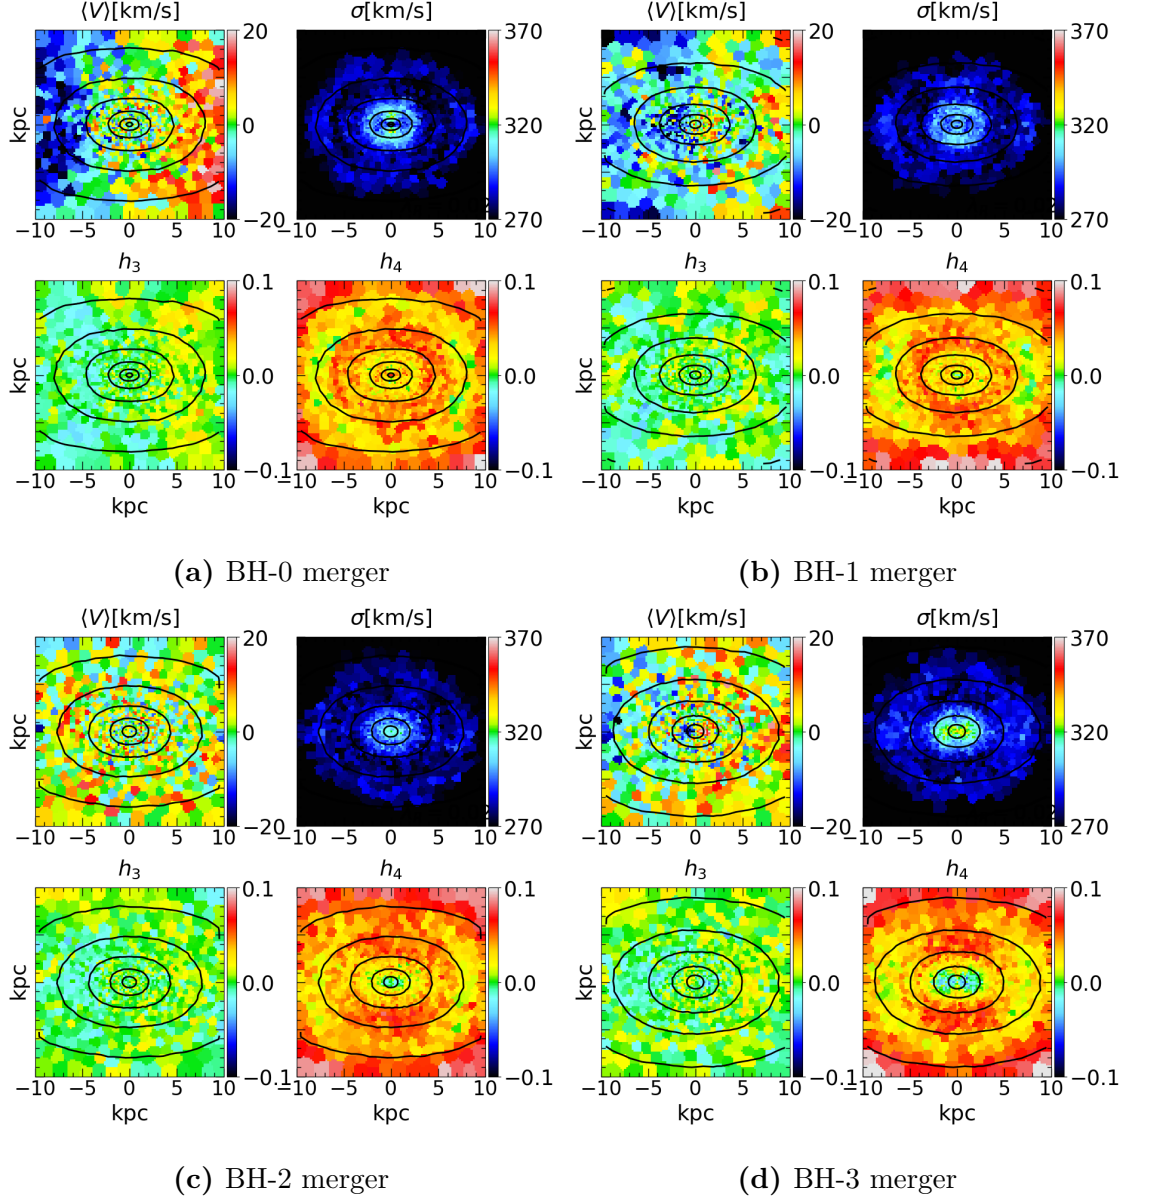 ⟨V⟩[km/s] σ[km/s] ⟨V⟩[km/s] σ[km/s]
20 370 20 370
kpc 0 320 kpc 0 320
−20 270 −20 270
−10 −5 0 5 10 −10 −5 0 5 10 −10 −5 0 5 10 −10 −5 0 5 10
h3 h4 h3 h4
0.1 0.1 0.1 0.1
kpc 0.0 0.0 kpc 0.0 0.0
−0.1 −0.1 −0.1 −0.1
−10 −5 0 5 10 −10 −5 0 5 10 −10 −5 0 5 10 −10 −5 0 5 10
kpc kpc kpc kpc
(a) BH-0 merger (b) BH-1 merger
⟨V⟩[km/s] σ[km/s] ⟨V⟩[km/s] σ[km/s]
20 370 20 370
kpc 0 320 kpc 0 320
−20 270 −20 270
−10 −5 0 5 10 −10 −5 0 5 10 −10 −5 0 5 10 −10 −5 0 5 10
h3 h4 h3 h4
0.1 0.1 0.1 0.1
kpc 0.0 0.0 kpc 0.0 0.0
−0.1 −0.1 −0.1 −0.1
−10 −5 0 5 10 −10 −5 0 5 10 −10 −5 0 5 10 −10 −5 0 5 10
kpc kpc kpc kpc
(c) BH-2 merger (d) BH-3 merger